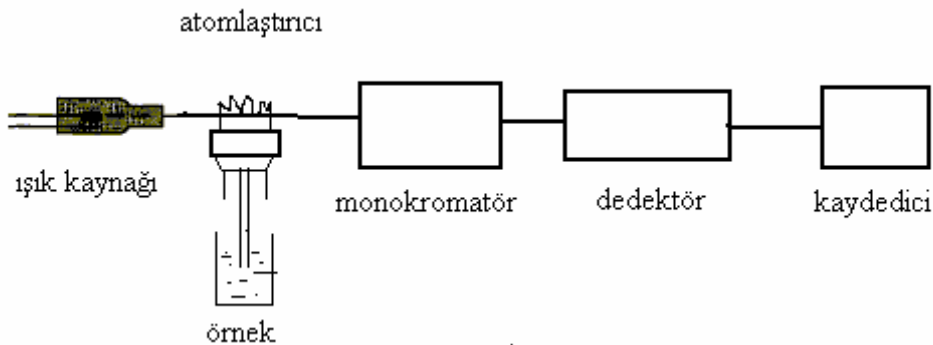 atomlaştırıcı
ışık kaynağı
monokromatör
dedektör
kaydedici
örnek